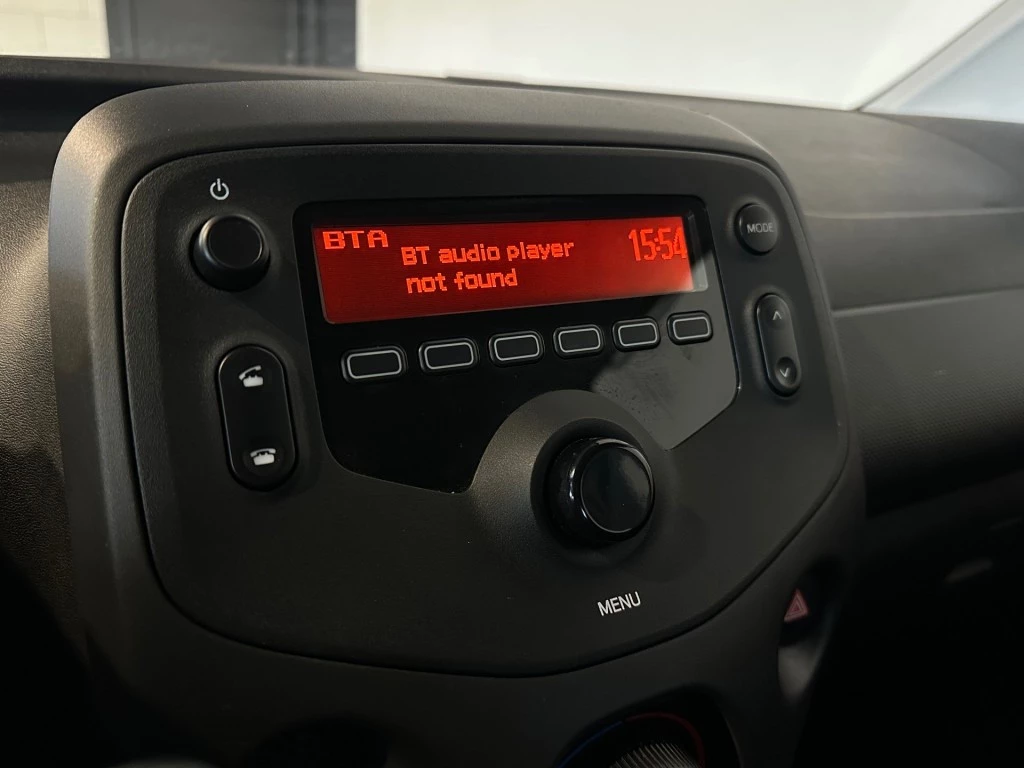 BTA
BT audio player
not found
15:54
MODE
MENU